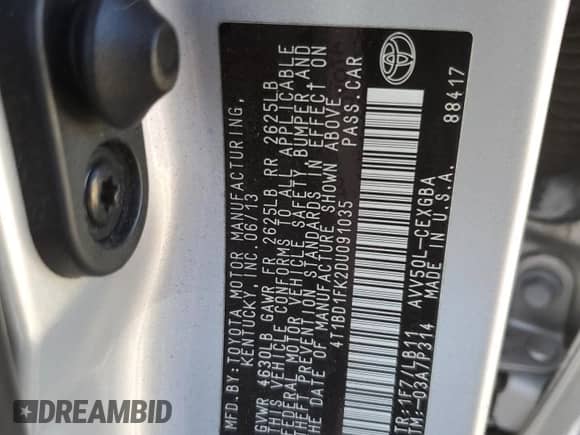 MFD.BY: TOYOTA MOTOR MANUFACTURING,
KENTUCKY, INC. 06/13
GVWR 4630LB GAWR FR 2625LB RR 2625LB
THIS VEHICLE CONFORMS TO ALL APPLICABLE
FEDERAL MOTOR VEHICLE SAFETY, BUMPER, AND
THEFT PREVENTION STANDARDS IN EFFECT ON
THE DATE OF MANUFACTURE SHOWN ABOVE.
4T1BD1FK2DU091035 PASS.CAR
TR:1F7/7B11 AVV50L-CEXGBA
TM:-03A/P314 MADE IN U.S.A.
88417
DREAMBID